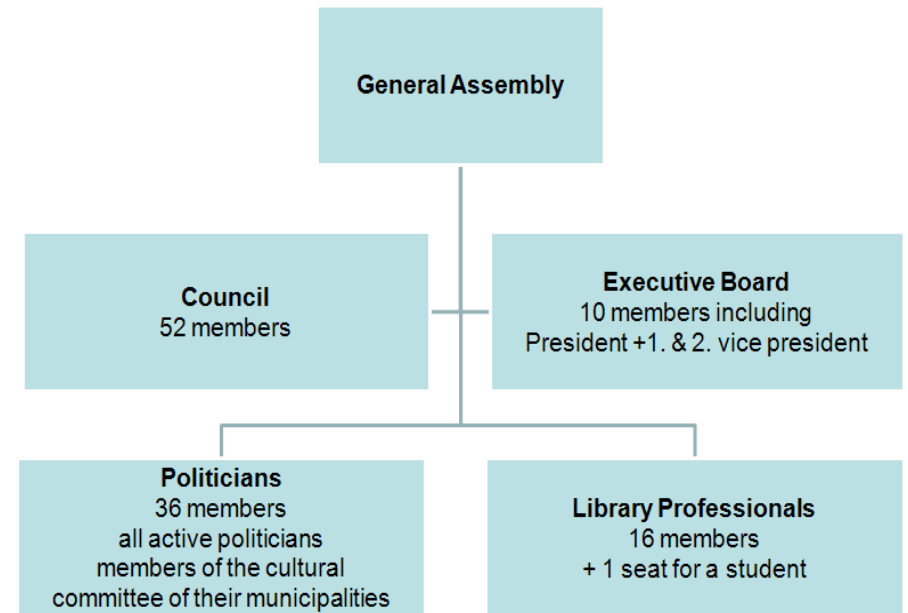 General Assembly
Council
52 members
Executive Board
10 members including
President +1. & 2. vice president
Politicians
36 members
all active politicians
members of the cultural
committee of their municipalities
Library Professionals
16 members
+ 1 seat for a student